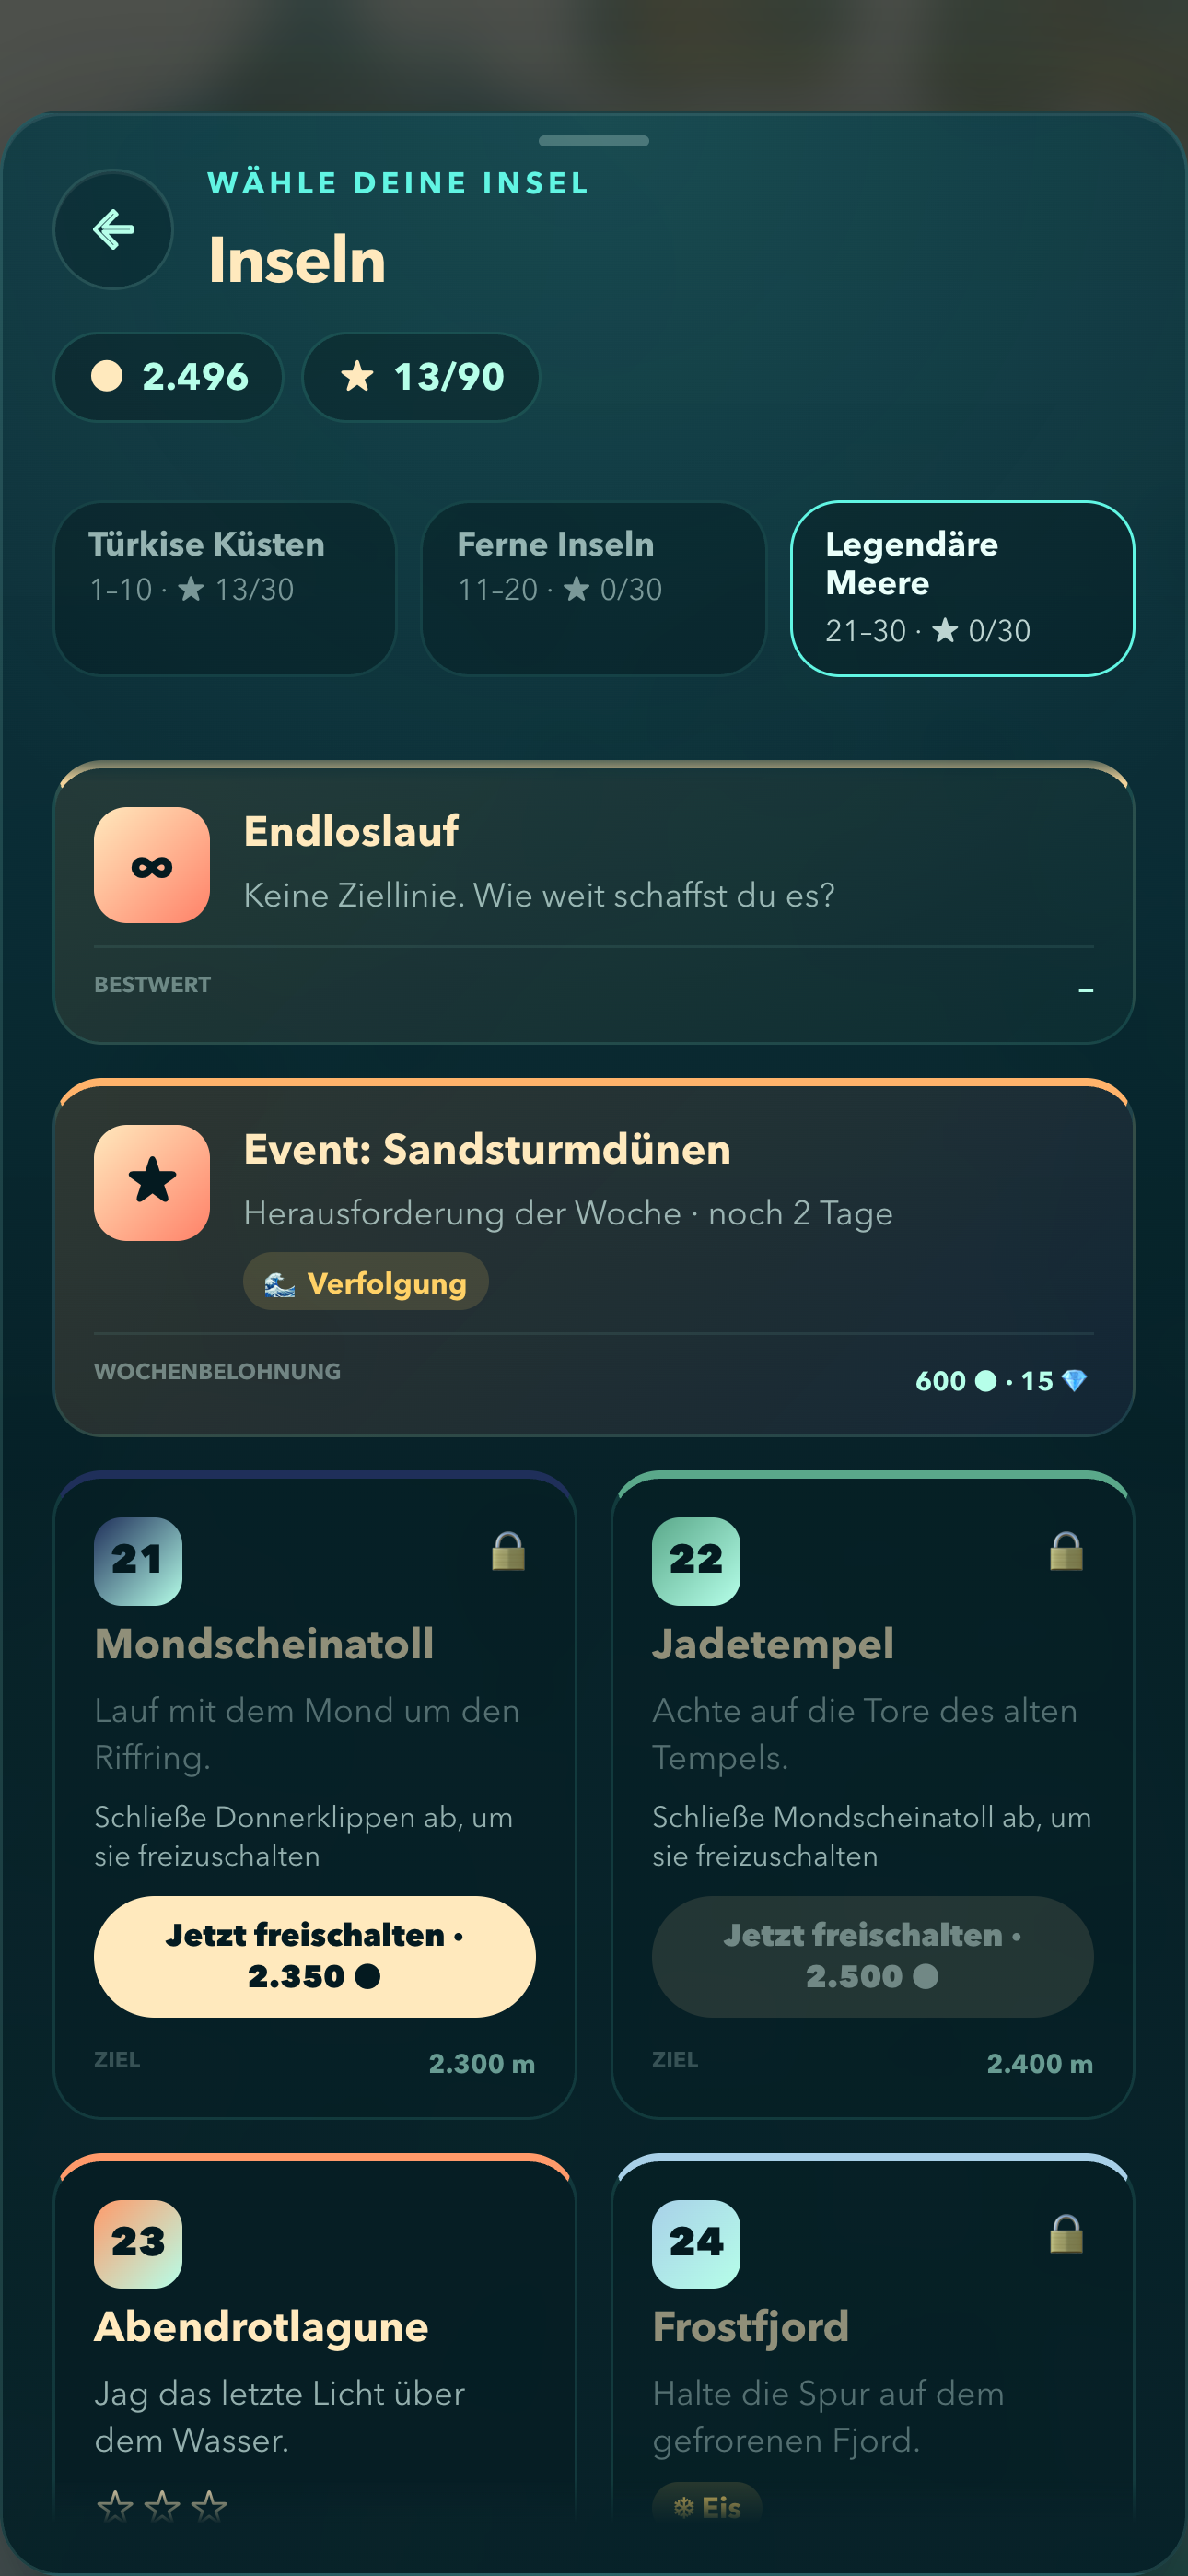 WÄHLE DEINE INSEL
Inseln
2.496
13/90
Türkise Küsten
1–10 · ★ 13/30
Ferne Inseln
11–20 · ★ 0/30
Legendäre
Meere
21–30 · ★ 0/30
∞
Endloslauf
Keine Ziellinie. Wie weit schaffst du es?
BESTWERT
–
Event: Sandsturmdünen
Herausforderung der Woche · noch 2 Tage
🌊 Verfolgung
WOCHENBELOHNUNG
600 ● · 15 💎
21
Mondscheinatoll
Lauf mit dem Mond um den
Riffring.
Schließe Donnerklippen ab, um
sie freizuschalten
Jetzt freischalten ·
2.350 ●
ZIEL
2.300 m
22
Jadetempel
Achte auf die Tore des alten
Tempels.
Schließe Mondscheinatoll ab, um
sie freizuschalten
Jetzt freischalten ·
2.500 ●
ZIEL
2.400 m
23
Abendrotlagune
Jag das letzte Licht über
dem Wasser.
☆☆☆
24
Frostfjord
Halte die Spur auf dem
gefrorenen Fjord.
❄ Eis